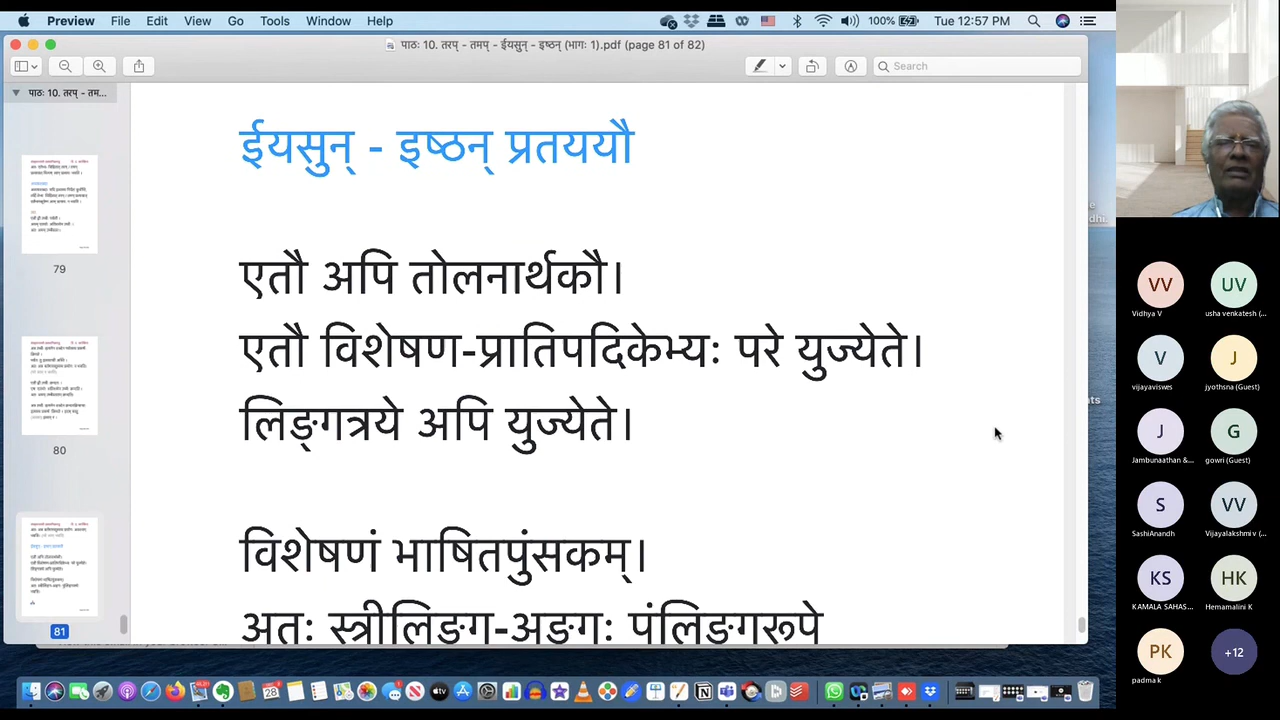 Preview File Edit View Go Tools Window Help 100% Tue 12:57 PM
पाठः 10. तरप् - तमप् - ईयसुन् - इष्ठन् (भागः 1).pdf (page 81 of 82)
Search
पाठः 10. तरप् - तम...
79
80
81
ईयसुन् - इष्ठन् प्रतययौ
एतौ अपि तोलनार्थकौ।
एतौ विशेषण-प्रातिपदिकेभ्यः परे युज्येते।
लिङ्गत्रये अपि युज्येते।
विशेषणं भाषितपुंसकम्।
अतः स्त्रीलिङ्ग-अङ्गः पुंलिङ्गरूपे
VV UV
Vidhya V usha venkatesh (...
V J
vijayaviswes jyothsna (Guest)
J G
Jambunaathan &... gowri (Guest)
S VV
SashiAnandh Vijayalakshmi v (...
KS HK
KAMALA SAHAS... Hemamalini K
PK +12
padma k